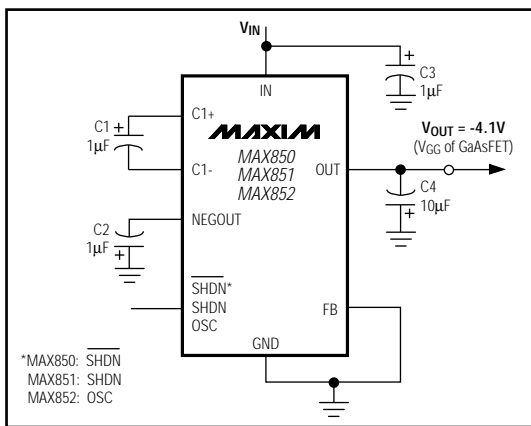 VIN
C3
1µF
IN
C1+
C1
1µF
MAXIM
MAX850
MAX851
MAX852
VOUT = -4.1V
(VGG of GaAsFET)
OUT
C1-
C4
10µF
C2
1µF
NEGOUT
SHDN*
SHDN
OSC
FB
GND
*MAX850: SHDN
MAX851: SHDN
MAX852: OSC